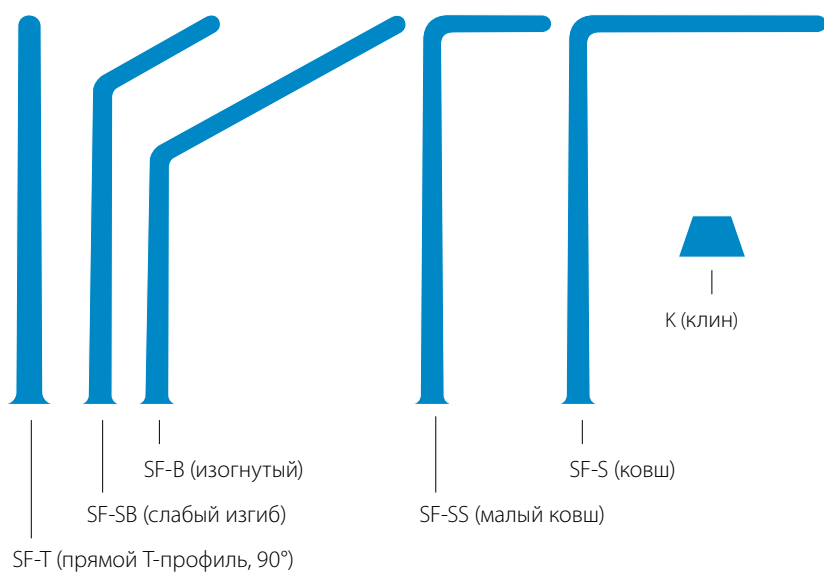 K (клин)
SF-B (изогнутый)
SF-S (ковш)
SF-SB (слабый изгиб)
SF-SS (малый ковш)
SF-T (прямой Т-профиль, 90°)